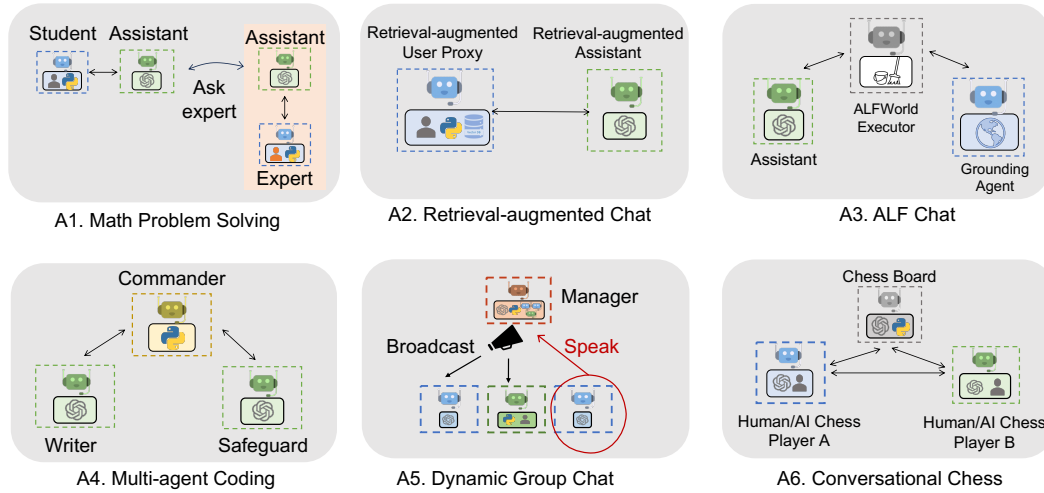 Student
Assistant
Ask
expert
Assistant
Expert
A1. Math Problem Solving
Retrieval-augmented
User Proxy
Retrieval-augmented
Assistant
A2. Retrieval-augmented Chat
ALFWorld
Executor
Assistant
Grounding
Agent
A3. ALF Chat
Commander
Writer
Safeguard
A4. Multi-agent Coding
Manager
Broadcast
Speak
A5. Dynamic Group Chat
Chess Board
Human/AI Chess
Player A
Human/AI Chess
Player B
A6. Conversational Chess